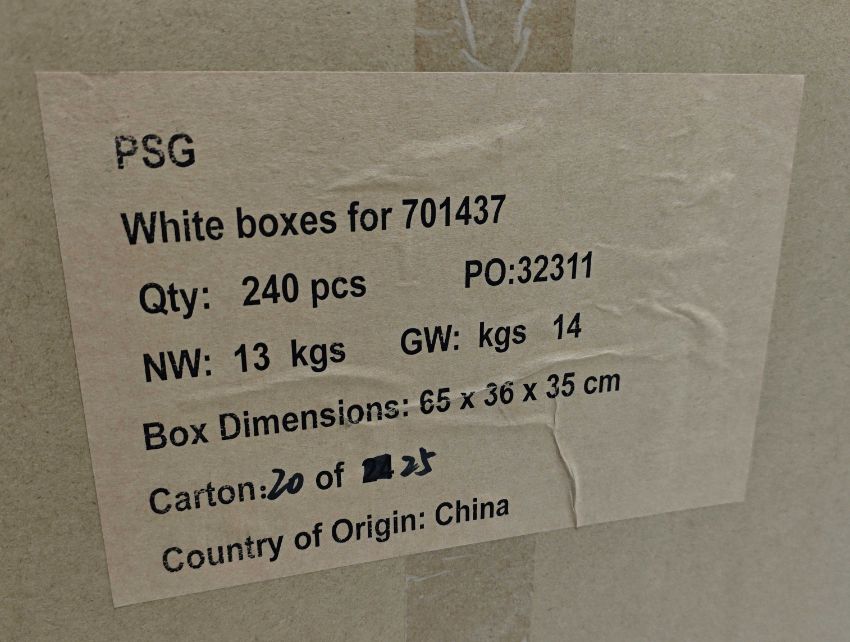 PSG
White boxes for 701437
Qty: 240 pcs PO:32311
NW: 13 kgs GW: kgs 14
Box Dimensions: 65 x 36 x 35 cm
Carton:20 of 25
Country of Origin: China